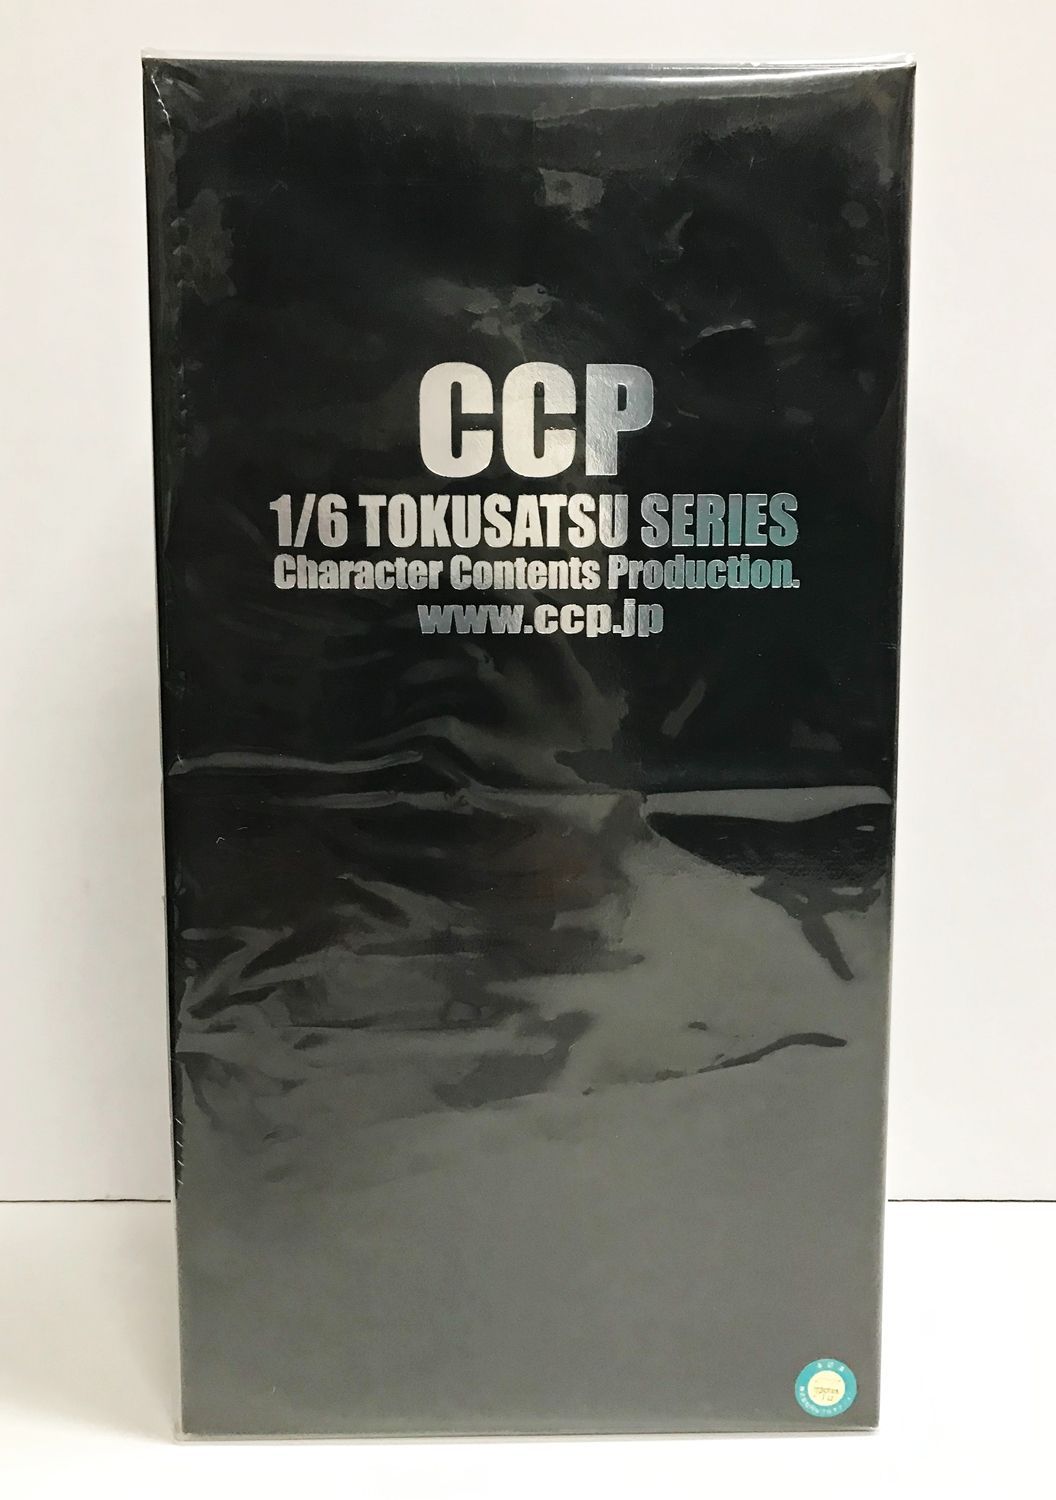 CCP
1/6 TOKUSATSU SERIES
Character Contents Production.
www.ccp.jp